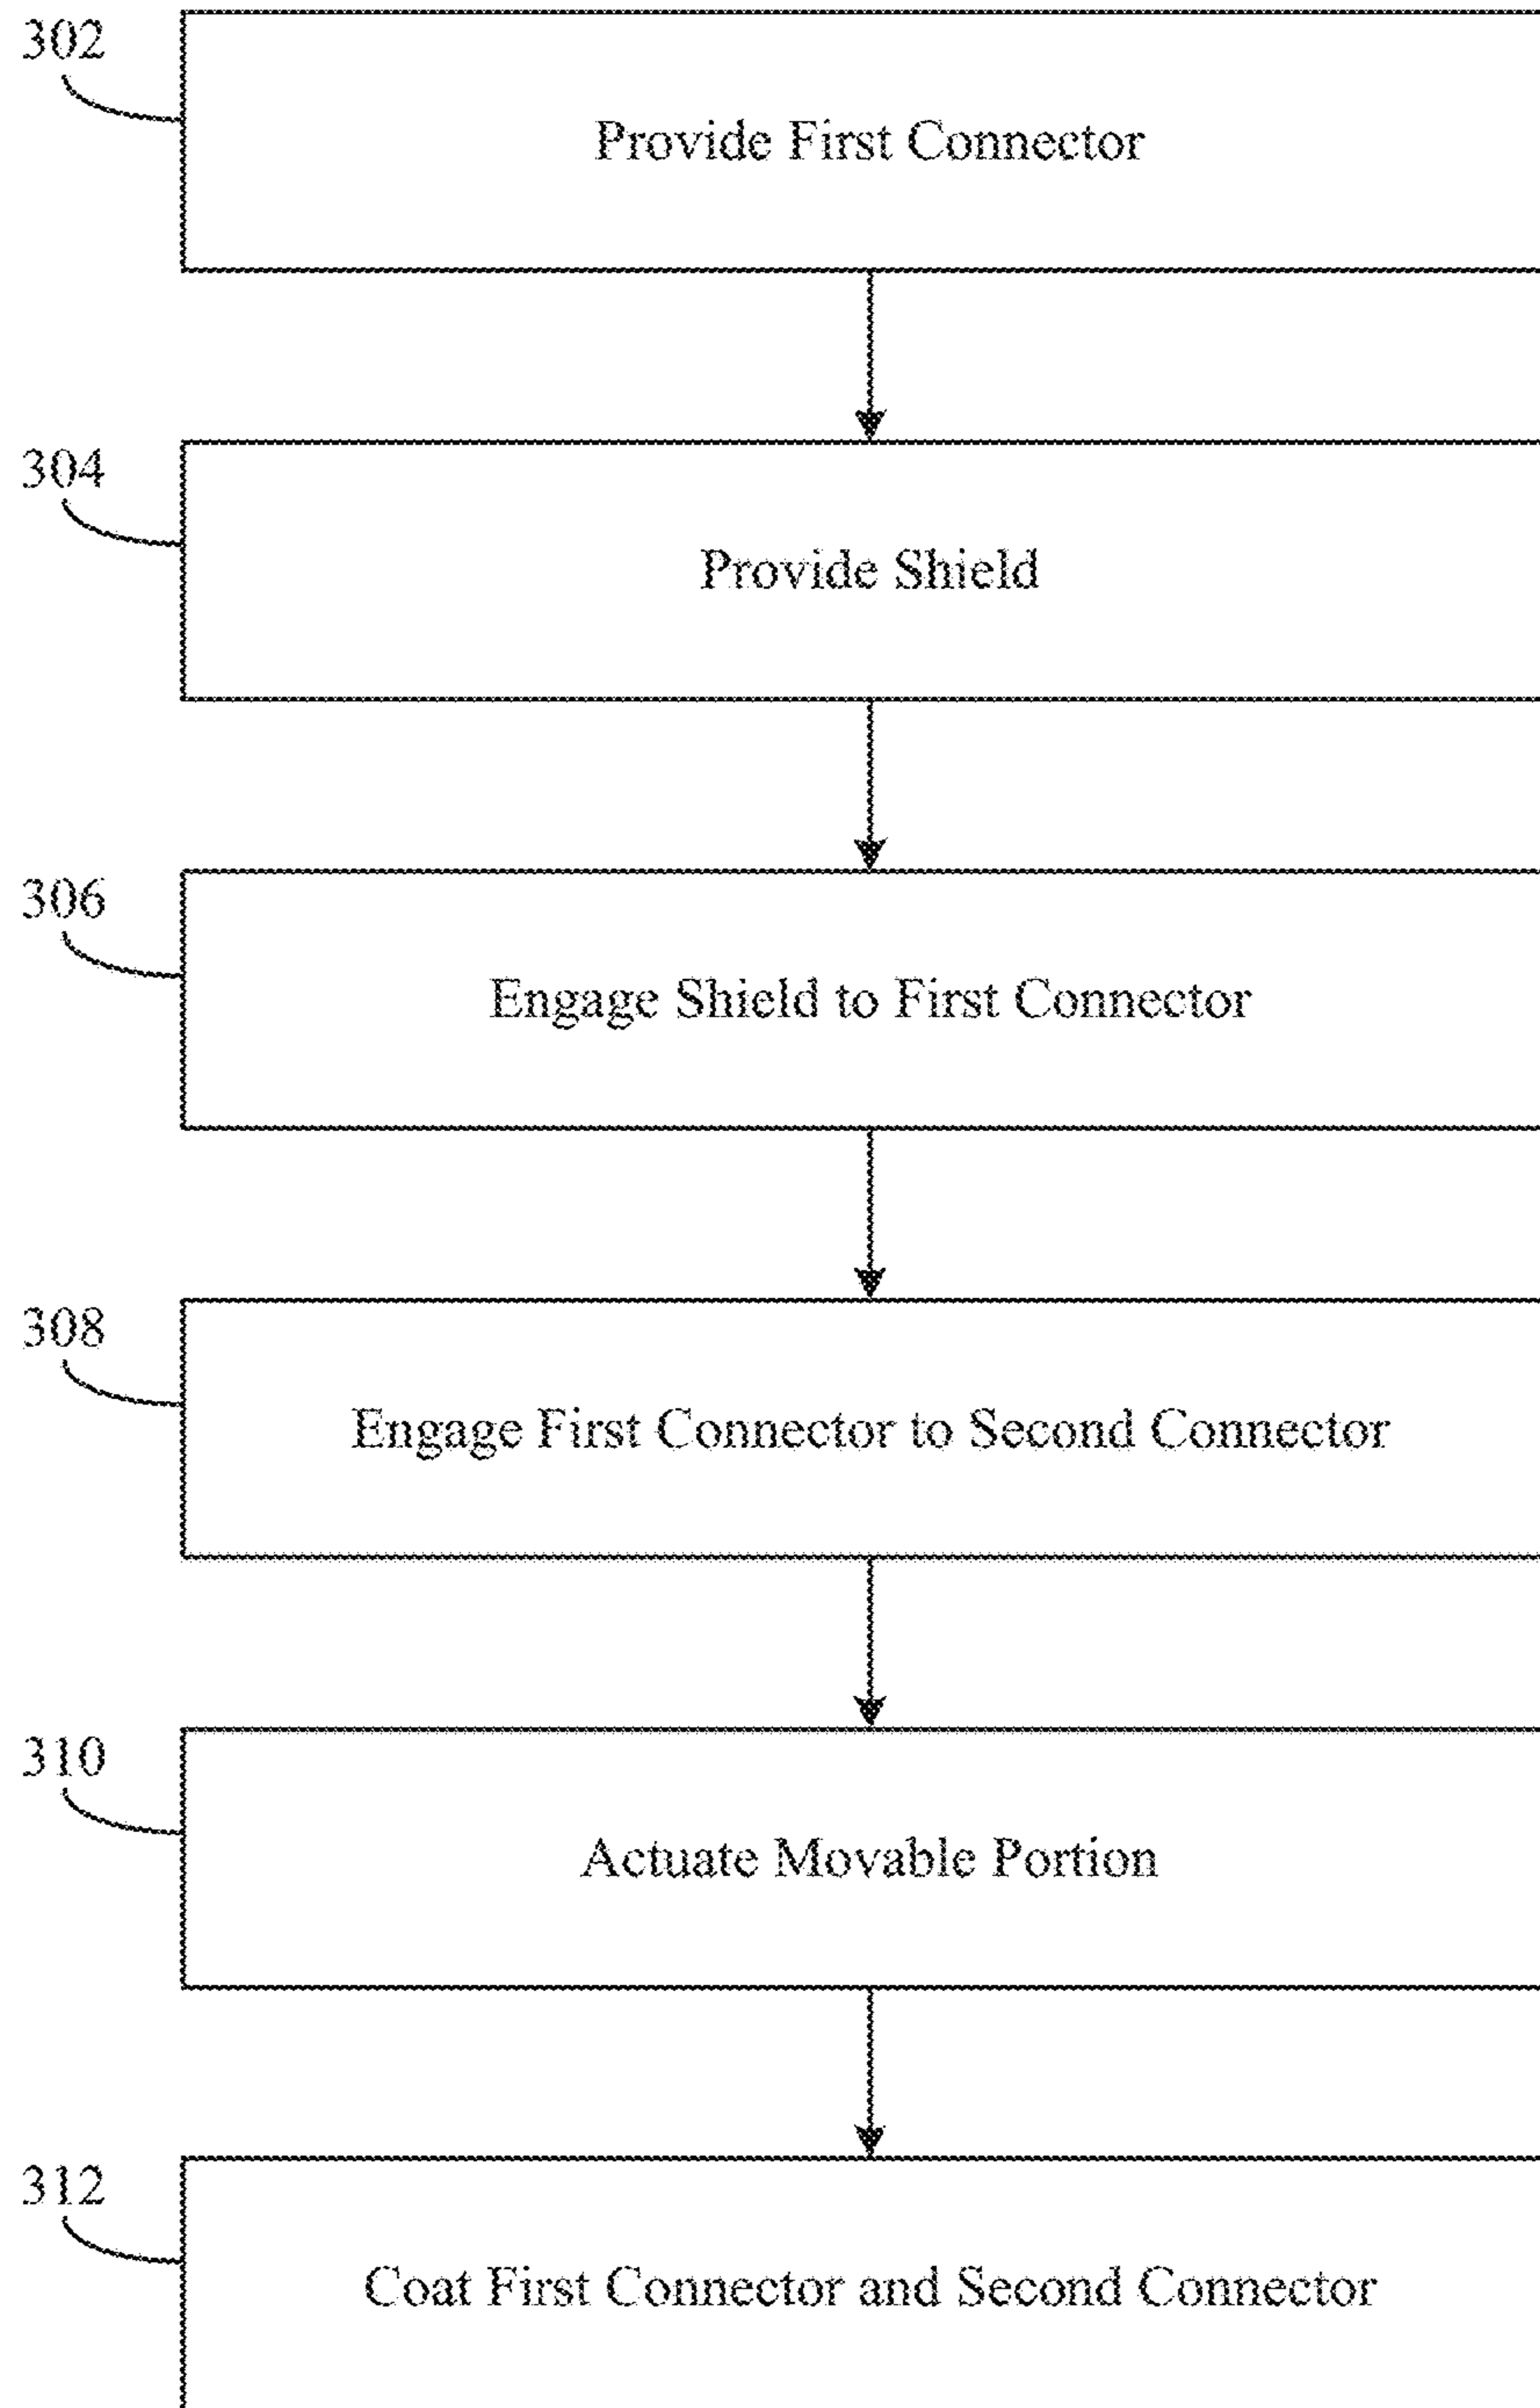 302
Provide First Connector
304
Provide Shield
306
Engage Shield to First Connector
308
Engage First Connector to Second Connector
310
Actuate Movable Portion
312
Coat First Connector and Second Connector